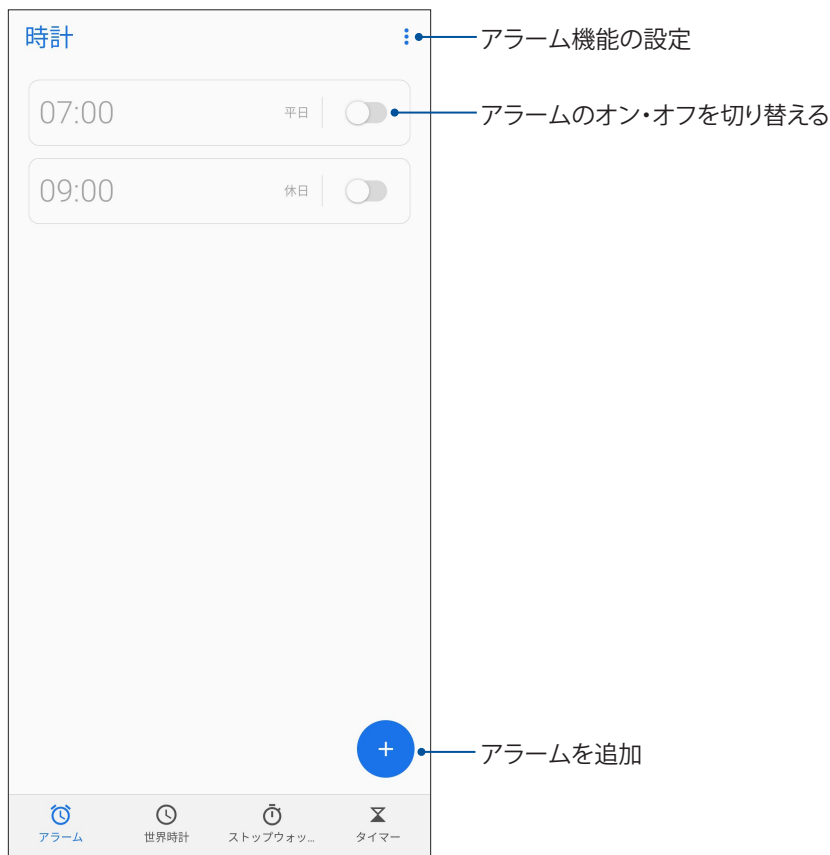 時計
アラーム機能の設定
07:00 平日
アラームのオン・オフを切り替える
09:00 休日
アラームを追加
アラーム 世界時計 ストップウォッ... タイマー